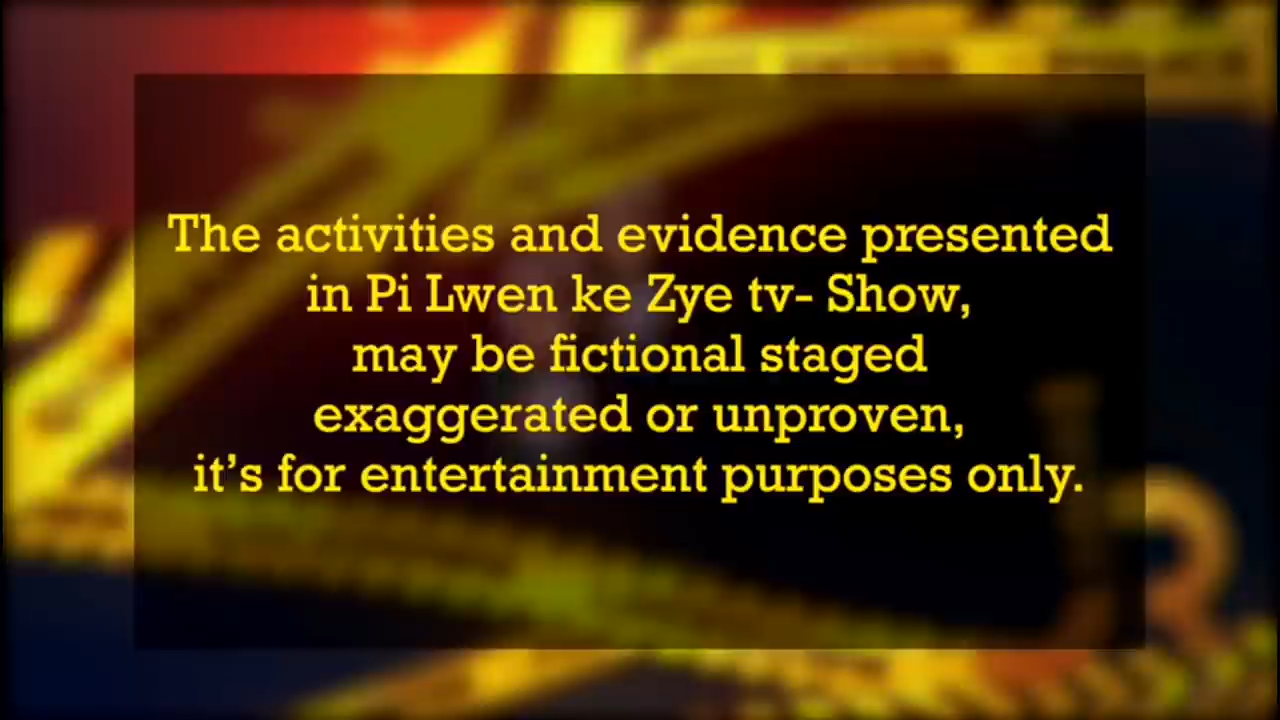 The activities and evidence presented
in Pi Lwen ke Zye tv- Show,
may be fictional staged
exaggerated or unproven,
it’s for entertainment purposes only.